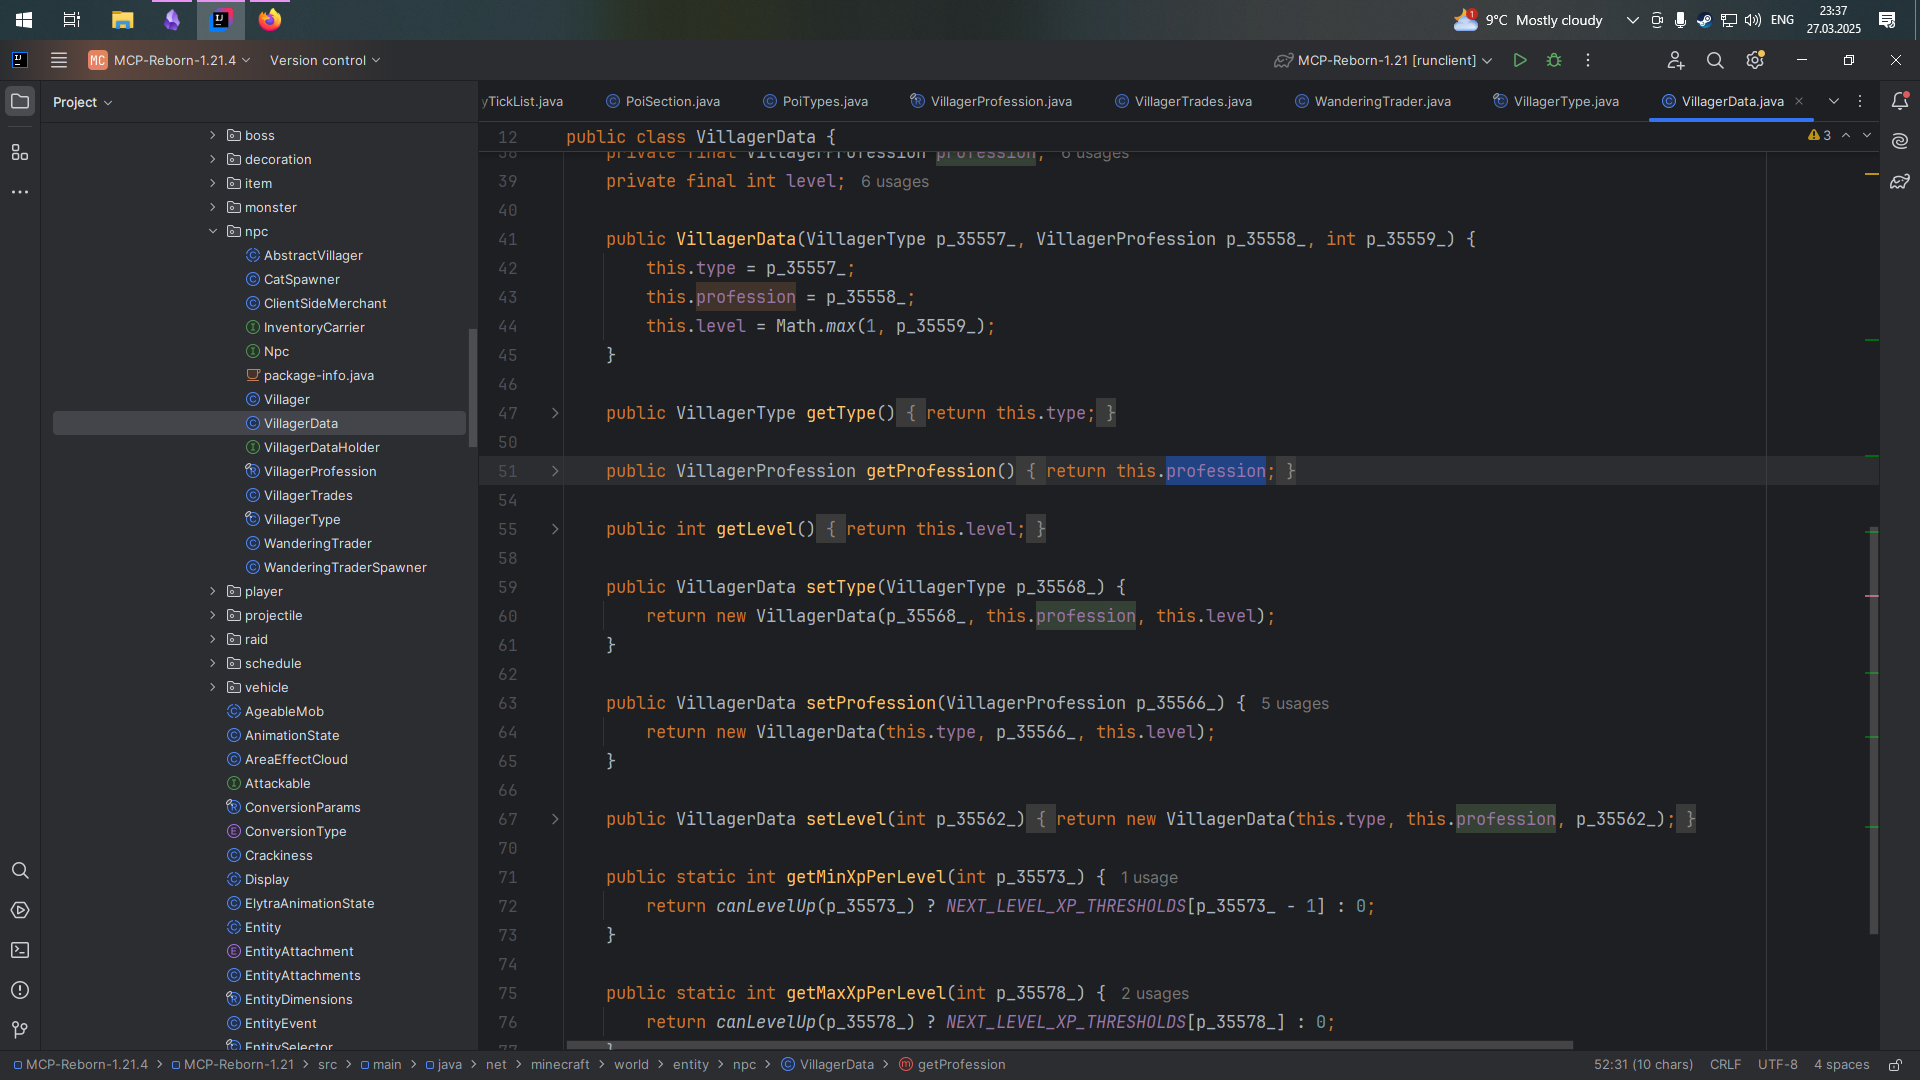 9°C Mostly cloudy
ENG
23:37
27.03.2025
MC MCP-Reborn-1.21.4
Version control
MCP-Reborn-1.21 [runclient]
Project
yTickList.java
PoiSection.java
PoiTypes.java
VillagerProfession.java
VillagerTrades.java
WanderingTrader.java
VillagerType.java
VillagerData.java
boss
decoration
item
monster
npc
AbstractVillager
CatSpawner
ClientSideMerchant
InventoryCarrier
Npc
package-info.java
Villager
VillagerData
VillagerDataHolder
VillagerProfession
VillagerTrades
VillagerType
WanderingTrader
WanderingTraderSpawner
player
projectile
raid
schedule
vehicle
AgeableMob
AnimationState
AreaEffectCloud
Attackable
ConversionParams
ConversionType
Crackiness
Display
ElytraAnimationState
Entity
EntityAttachment
EntityAttachments
EntityDimensions
EntityEvent
EntitySelector
12 public class VillagerData {
3
38 private final VillagerProfession profession; 6 usages
39 private final int level; 6 usages
40
41 public VillagerData(VillagerType p_35557_, VillagerProfession p_35558_, int p_35559_) {
42 this.type = p_35557_;
43 this.profession = p_35558_;
44 this.level = Math.max(1, p_35559_);
45 }
46
47 public VillagerType getType() { return this.type; }
50
51 public VillagerProfession getProfession() { return this.profession; }
54
55 public int getLevel() { return this.level; }
58
59 public VillagerData setType(VillagerType p_35568_) {
60 return new VillagerData(p_35568_, this.profession, this.level);
61 }
62
63 public VillagerData setProfession(VillagerProfession p_35566_) { 5 usages
64 return new VillagerData(this.type, p_35566_, this.level);
65 }
66
67 public VillagerData setLevel(int p_35562_) { return new VillagerData(this.type, this.profession, p_35562_); }
70
71 public static int getMinXpPerLevel(int p_35573_) { 1 usage
72 return canLevelUp(p_35573_) ? NEXT_LEVEL_XP_THRESHOLDS[p_35573_ - 1] : 0;
73 }
74
75 public static int getMaxXpPerLevel(int p_35578_) { 2 usages
76 return canLevelUp(p_35578_) ? NEXT_LEVEL_XP_THRESHOLDS[p_35578_] : 0;
77 }
MCP-Reborn-1.21.4 > MCP-Reborn-1.21 > src > main > java > net > minecraft > world > entity > npc > VillagerData > getProfession
52:31 (10 chars) CRLF UTF-8 4 spaces